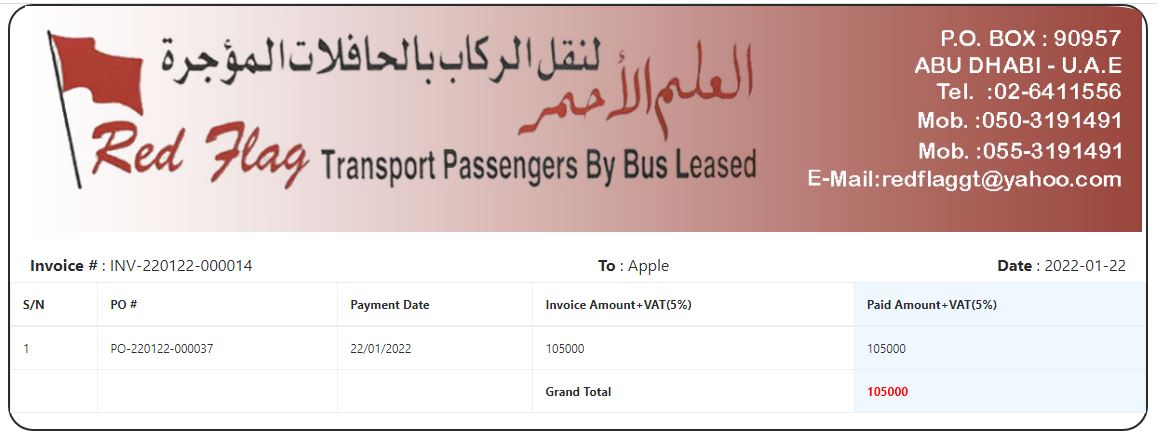 لنقل الركاب بالحافلات المؤجرة
العلم الأحمر
Red Flag Transport Passengers By Bus Leased
P.O. BOX : 90957
ABU DHABI - U.A.E
Tel. :02-6411556
Mob. :050-3191491
Mob. :055-3191491
E-Mail:redflaggt@yahoo.com
Invoice # : INV-220122-000014 To : Apple Date : 2022-01-22
S/N PO # Payment Date Invoice Amount+VAT(5%) Paid Amount+VAT(5%)
1 PO-220122-000037 22/01/2022 105000 105000
Grand Total 105000